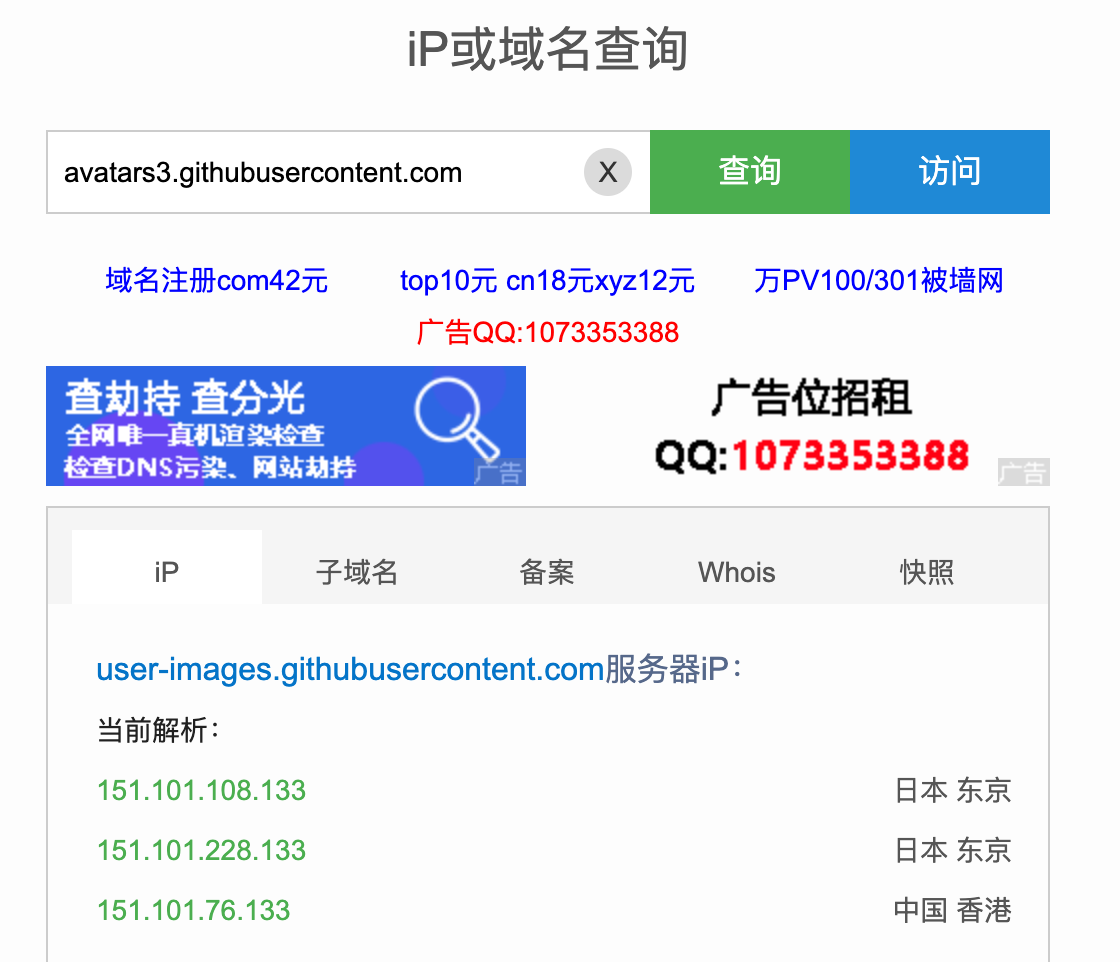 iP或域名查询
avatars3.githubusercontent.com X 查询 访问
域名注册com42元 top10元 cn18元xyz12元 万PV100/301被墙网
广告QQ:1073353388
查劫持 查分光
全网唯一真机渲染检查
检查DNS污染、网站劫持
广告
广告位招租
QQ:1073353388
广告
iP 子域名 备案 Whois 快照
user-images.githubusercontent.com服务器iP：
当前解析：
151.101.108.133 日本 东京
151.101.228.133 日本 东京
151.101.76.133 中国 香港